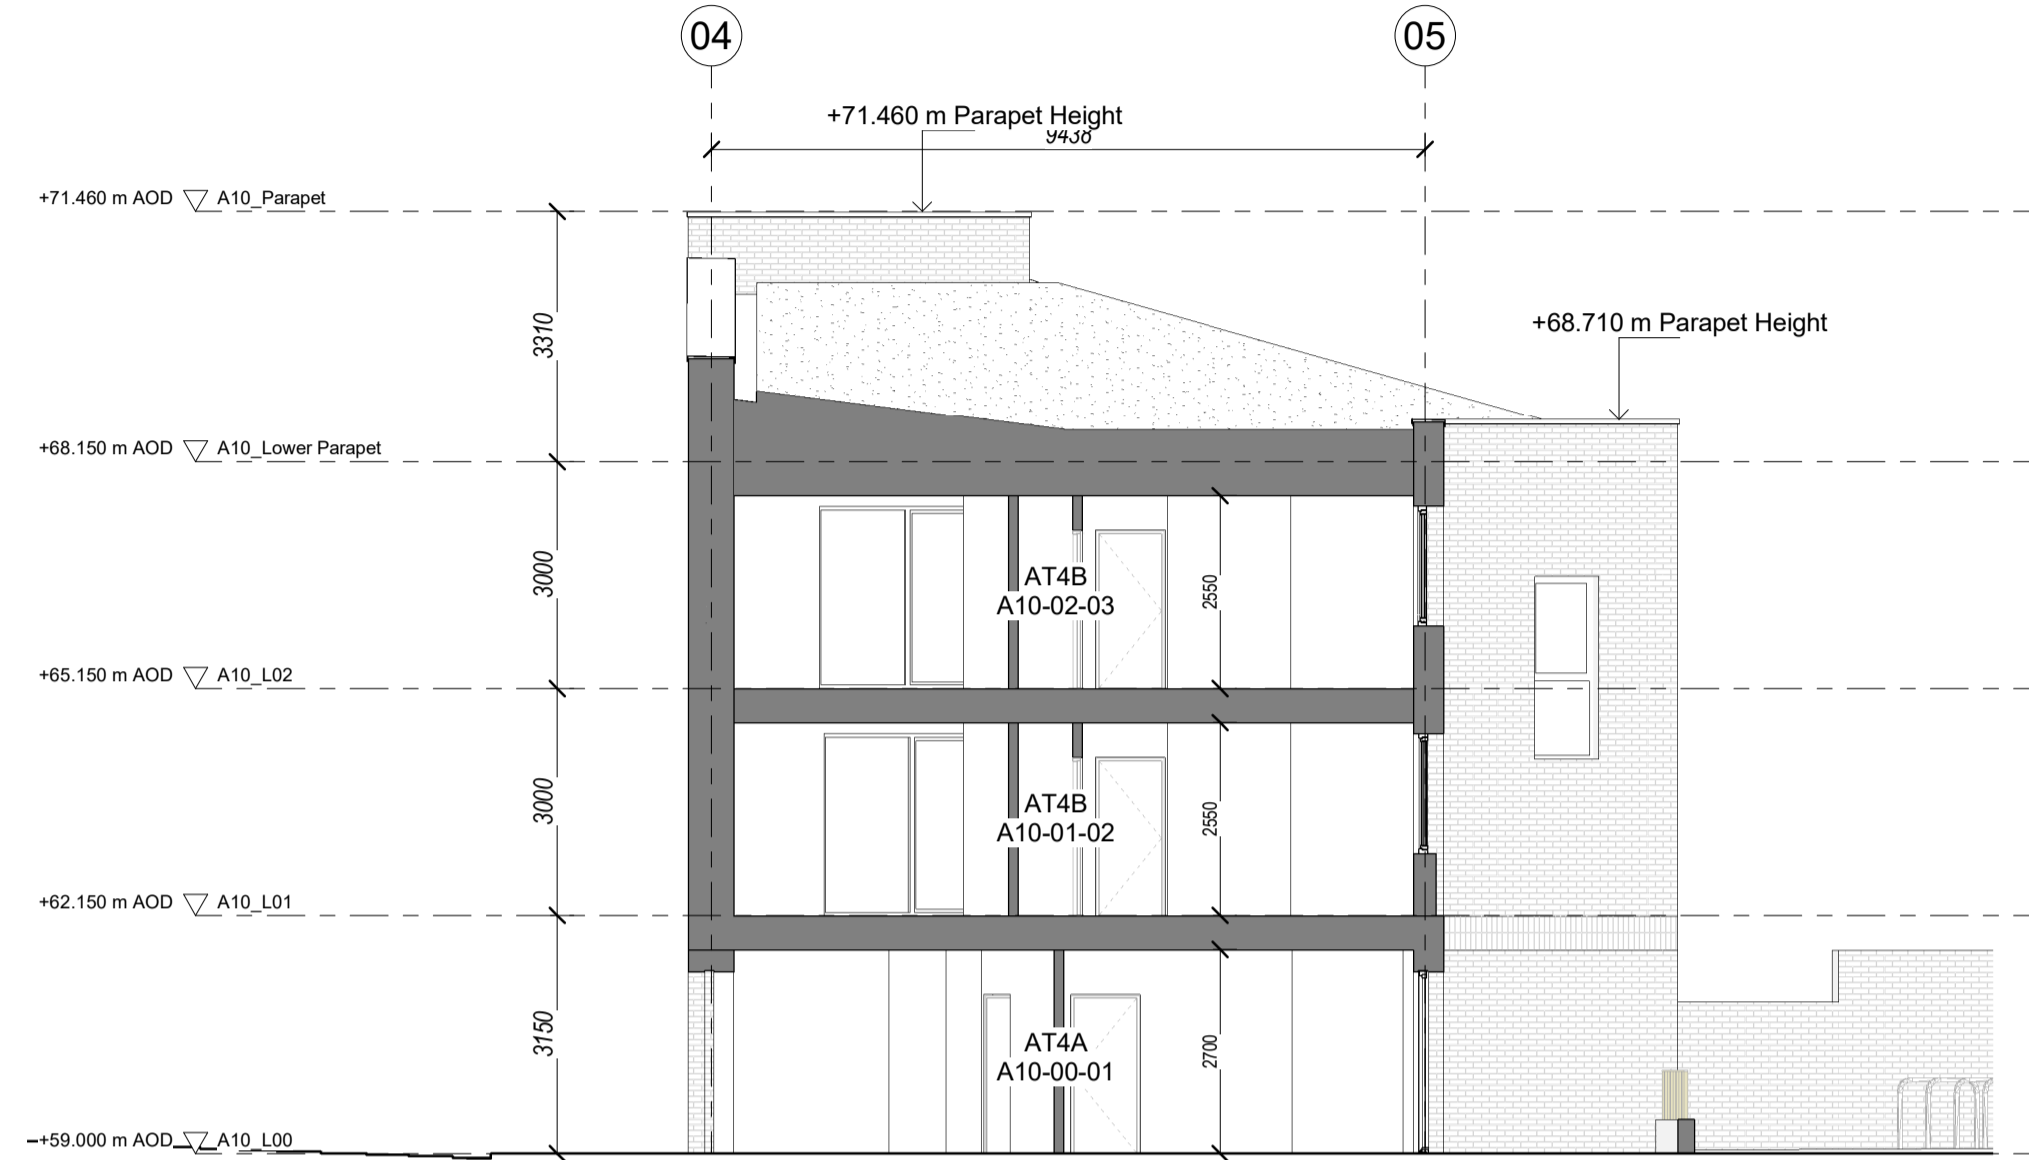 04
05
+71.460 m Parapet Height
9438
+71.460 m AOD A10_Parapet
3310
+68.710 m Parapet Height
+68.150 m AOD A10_Lower Parapet
3000
AT4B
A10-02-03
2550
+65.150 m AOD A10_L02
3000
AT4B
A10-01-02
2550
+62.150 m AOD A10_L01
3150
AT4A
A10-00-01
2700
+59.000 m AOD A10_L00